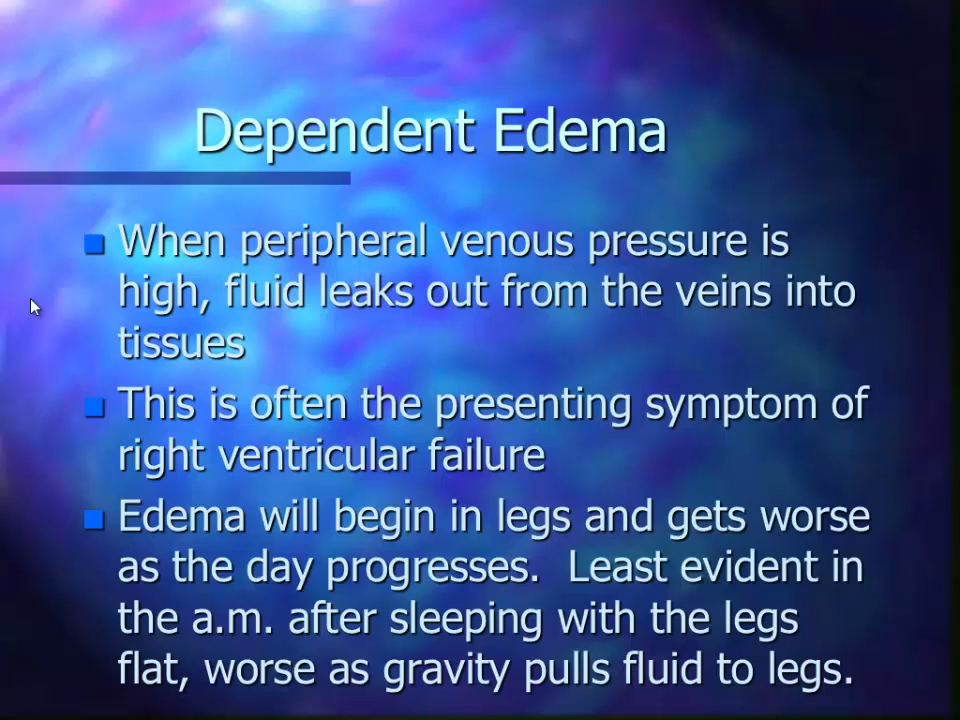 Dependent Edema
When peripheral venous pressure is
high, fluid leaks out from the veins into
tissues
This is often the presenting symptom of
right ventricular failure
Edema will begin in legs and gets worse
as the day progresses.  Least evident in
the a.m. after sleeping with the legs
flat, worse as gravity pulls fluid to legs.